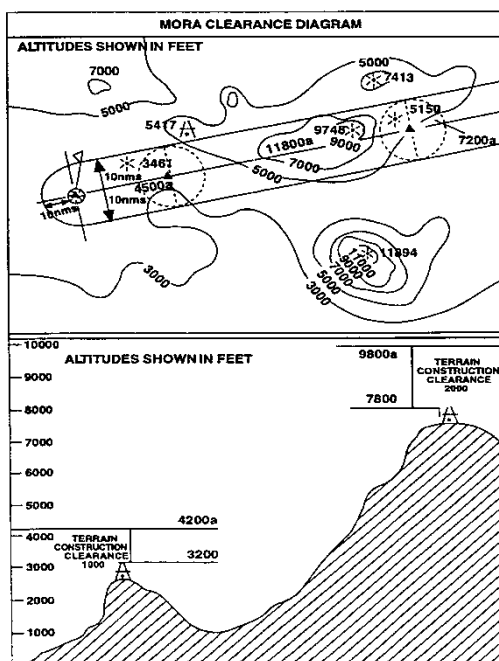 MORA CLEARANCE DIAGRAM
ALTITUDES SHOWN IN FEET
7000
5000
5000
7413
5417
5150
9748
9000
11800a
7000
5000
7200a
3461
10nms
4500a
10nms
10nms
3000
11894
11000
9000
7000
5000
3000
10000
ALTITUDES SHOWN IN FEET
9800a
TERRAIN
CONSTRUCTION
CLEARANCE
2000
9000
7800
8000
7000
6000
5000
4200a
4000
TERRAIN
CONSTRUCTION
CLEARANCE
1000
3200
3000
2000
1000